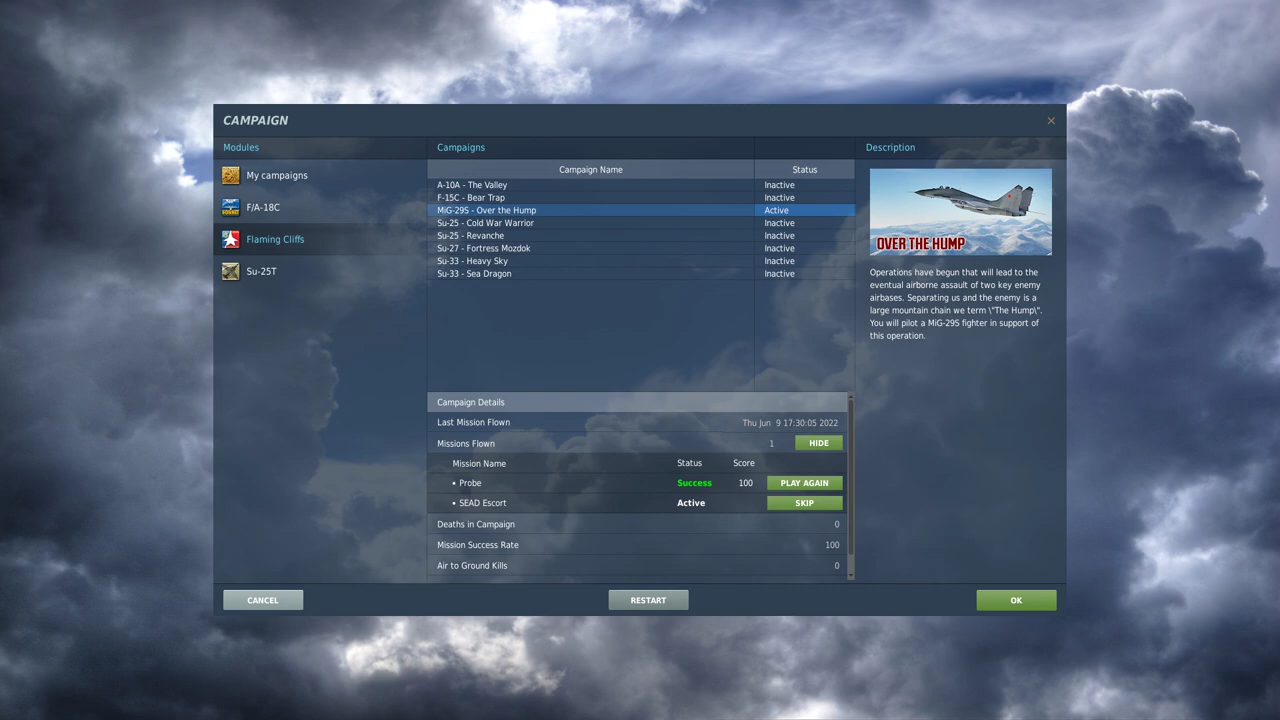 CAMPAIGN
×
Modules
Campaigns
Description
My campaigns
F/A-18C
HORNET
Flaming Cliffs
Su-25T
Campaign Name Status
A-10A - The Valley Inactive
F-15C - Bear Trap Inactive
MiG-29S - Over the Hump Active
Su-25 - Cold War Warrior Inactive
Su-25 - Revanche Inactive
Su-27 - Fortress Mozdok Inactive
Su-33 - Heavy Sky Inactive
Su-33 - Sea Dragon Inactive
Campaign Details
Last Mission Flown Thu Jun 9 17:30:05 2022
Missions Flown 1 HIDE
Mission Name Status Score
• Probe Success 100 PLAY AGAIN
• SEAD Escort Active SKIP
Deaths in Campaign 0
Mission Success Rate 100
Air to Ground Kills 0
OVER THE HUMP
Operations have begun that will lead to the
eventual airborne assault of two key enemy
airbases. Separating us and the enemy is a
large mountain chain we term \"The Hump\".
You will pilot a MiG-29S fighter in support of
this operation.
CANCEL
RESTART
OK